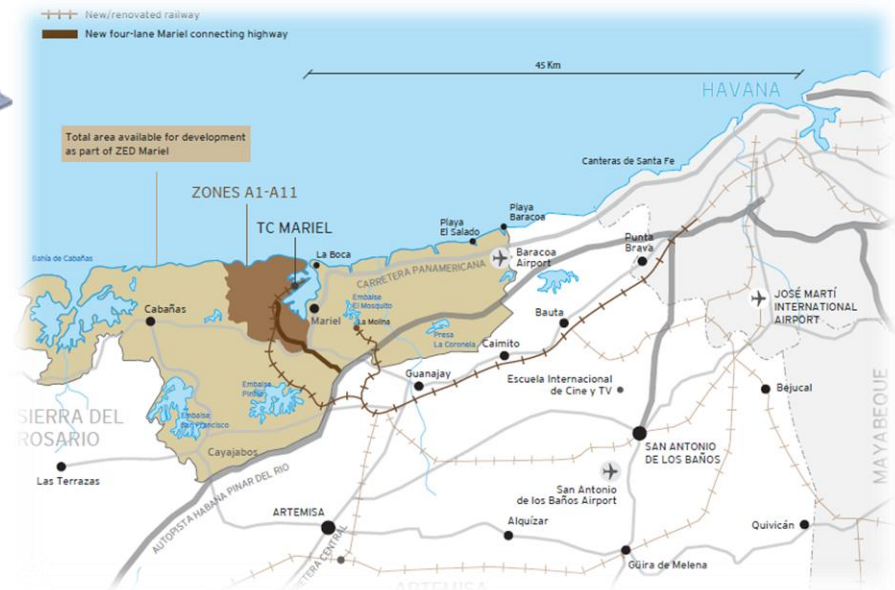 New/renovated railway
New four-lane Mariel connecting highway
45 Km
HAVANA
Total area available for development
as part of ZED Mariel
Canteras de Santa Fe
ZONES A1-A11
TC MARIEL
Playa
Baracoa
Playa
El Salado
Punta
Brava
La Boca
Baracoa
Airport
Bahía de Cabañas
CARRETERA PANAMERICANA
JOSÉ MARTÍ
INTERNATIONAL
AIRPORT
Cabañas
Embalse
El Mosquito
Mariel
La Molina
Bauta
Presa
La Coronela
Caimito
Guanajay
Escuela Internacional
de Cine y TV
Bejucal
Embalse
SIERRA DEL
ROSARIO
Embalse
San Francisco
Cayajabos
SAN ANTONIO
DE LOS BAÑOS
MAYABEQUE
Las Terrazas
AUTOPISTA HABANA PINAR DEL RIO
San Antonio
de los Baños Airport
ARTEMISA
Alquízar
Quivicán
Güira de Melena
ARTEMISA